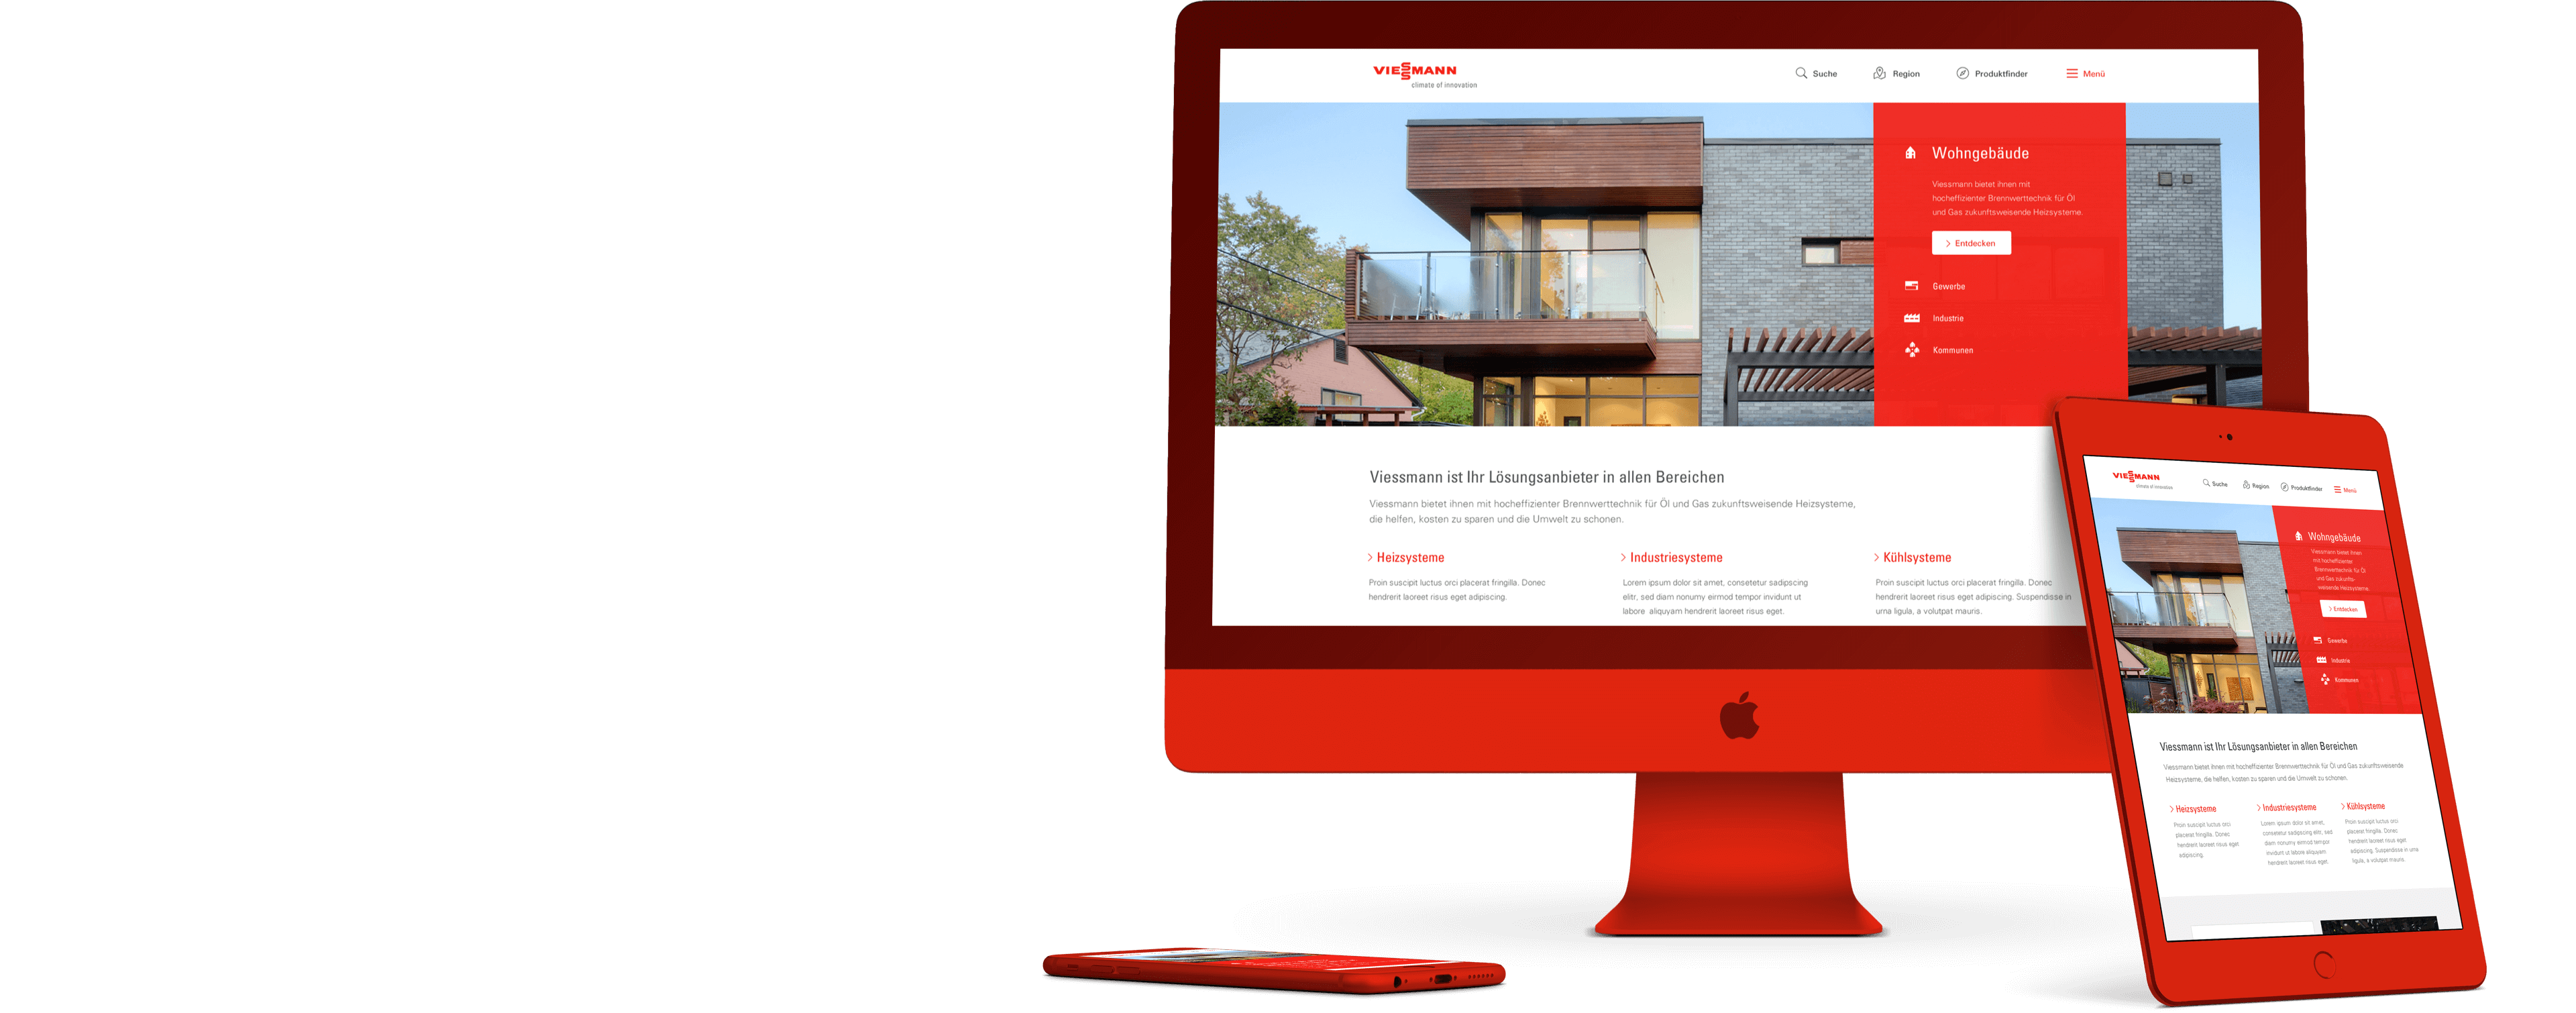 VIESSMANN
climate of innovation
Suche
Region
Produktfinder
Menü
Wohngebäude
Viessmann bietet ihnen mit
hocheffizienter Brennwerttechnik für Öl
und Gas zukunftsweisende Heizsysteme.
Entdecken
Gewerbe
Industrie
Kommunen
Viessmann ist Ihr Lösungsanbieter in allen Bereichen
Viessmann bietet ihnen mit hocheffizienter Brennwerttechnik für Öl und Gas zukunftsweisende Heizsysteme,
die helfen, kosten zu sparen und die Umwelt zu schonen.
Heizsysteme
Proin suscipit luctus orci placerat fringilla. Donec
hendrerit laoreet risus eget adipiscing.
Industriesysteme
Lorem ipsum dolor sit amet, consetetur sadipscing
elitr, sed diam nonumy eirmod tempor invidunt ut
labore aliquyam hendrerit laoreet risus eget.
Kühlsysteme
Proin suscipit luctus orci placerat fringilla. Donec
hendrerit laoreet risus eget adipiscing. Suspendisse in
urna ligula, a volutpat mauris.
VIESSMANN
climate of innovation
Suche
Region
Produktfinder
Menü
Wohngebäude
Viessmann bietet ihnen
mit hocheffizienter
Brennwerttechnik für Öl
und Gas zukunfts-
weisende Heizsysteme.
Entdecken
Gewerbe
Industrie
Kommunen
Viessmann ist Ihr Lösungsanbieter in allen Bereichen
Viessmann bietet ihnen mit hocheffizienter Brennwerttechnik für Öl und Gas zukunftsweisende
Heizsysteme, die helfen, kosten zu sparen und die Umwelt zu schonen.
Heizsysteme
Proin suscipit luctus orci
placerat fringilla. Donec
hendrerit laoreet risus eget
adipiscing.
Industriesysteme
Lorem ipsum dolor sit amet,
consetetur sadipscing elitr, sed
diam nonumy eirmod tempor
invidunt ut labore aliquyam
hendrerit laoreet risus eget.
Kühlsysteme
Proin suscipit luctus orci
placerat fringilla. Donec
hendrerit laoreet risus eget
adipiscing. Suspendisse in urna
ligula, a volutpat mauris.